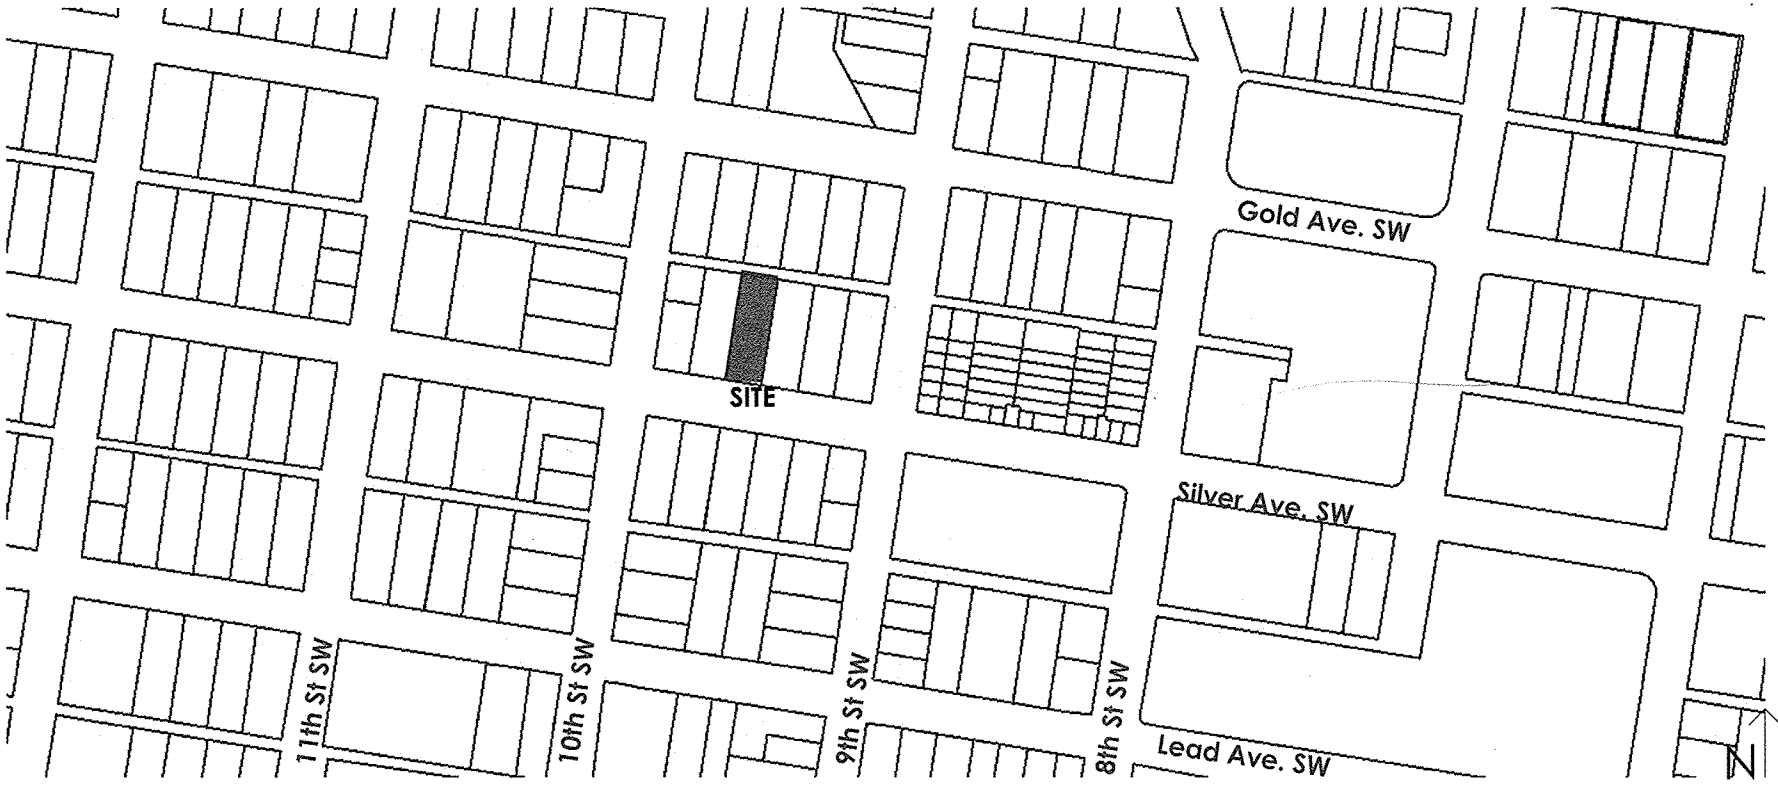 Gold Ave. SW
SITE
Silver Ave. SW
11th St SW
10th St SW
9th St SW
8th St SW
Lead Ave. SW
N